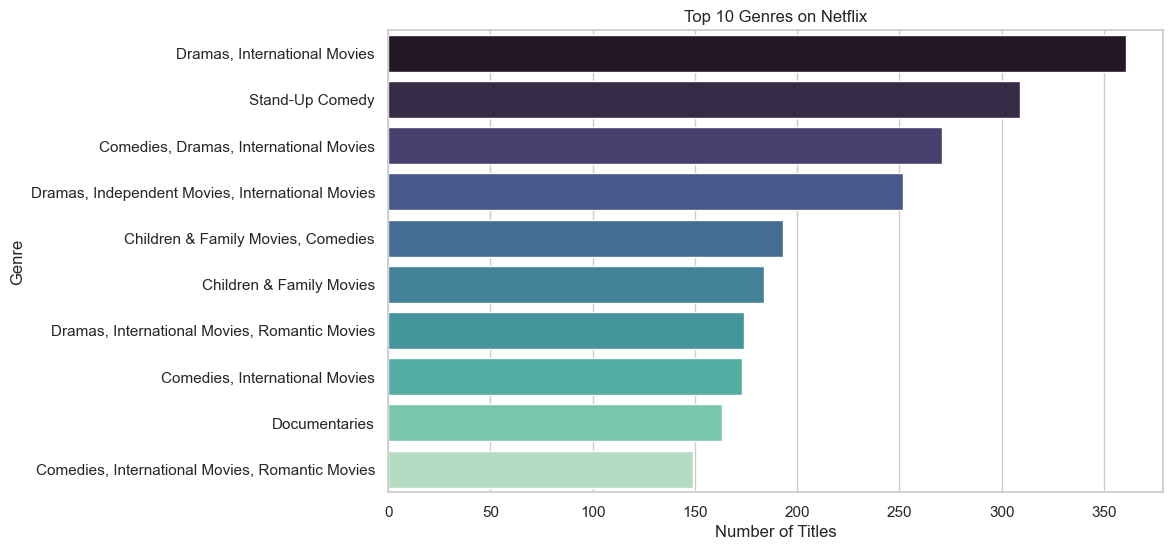 Top 10 Genres on Netflix
Dramas, International Movies
Stand-Up Comedy
Comedies, Dramas, International Movies
Dramas, Independent Movies, International Movies
Children & Family Movies, Comedies
Children & Family Movies
Dramas, International Movies, Romantic Movies
Comedies, International Movies
Documentaries
Comedies, International Movies, Romantic Movies
Genre
0 50 100 150 200 250 300 350
Number of Titles